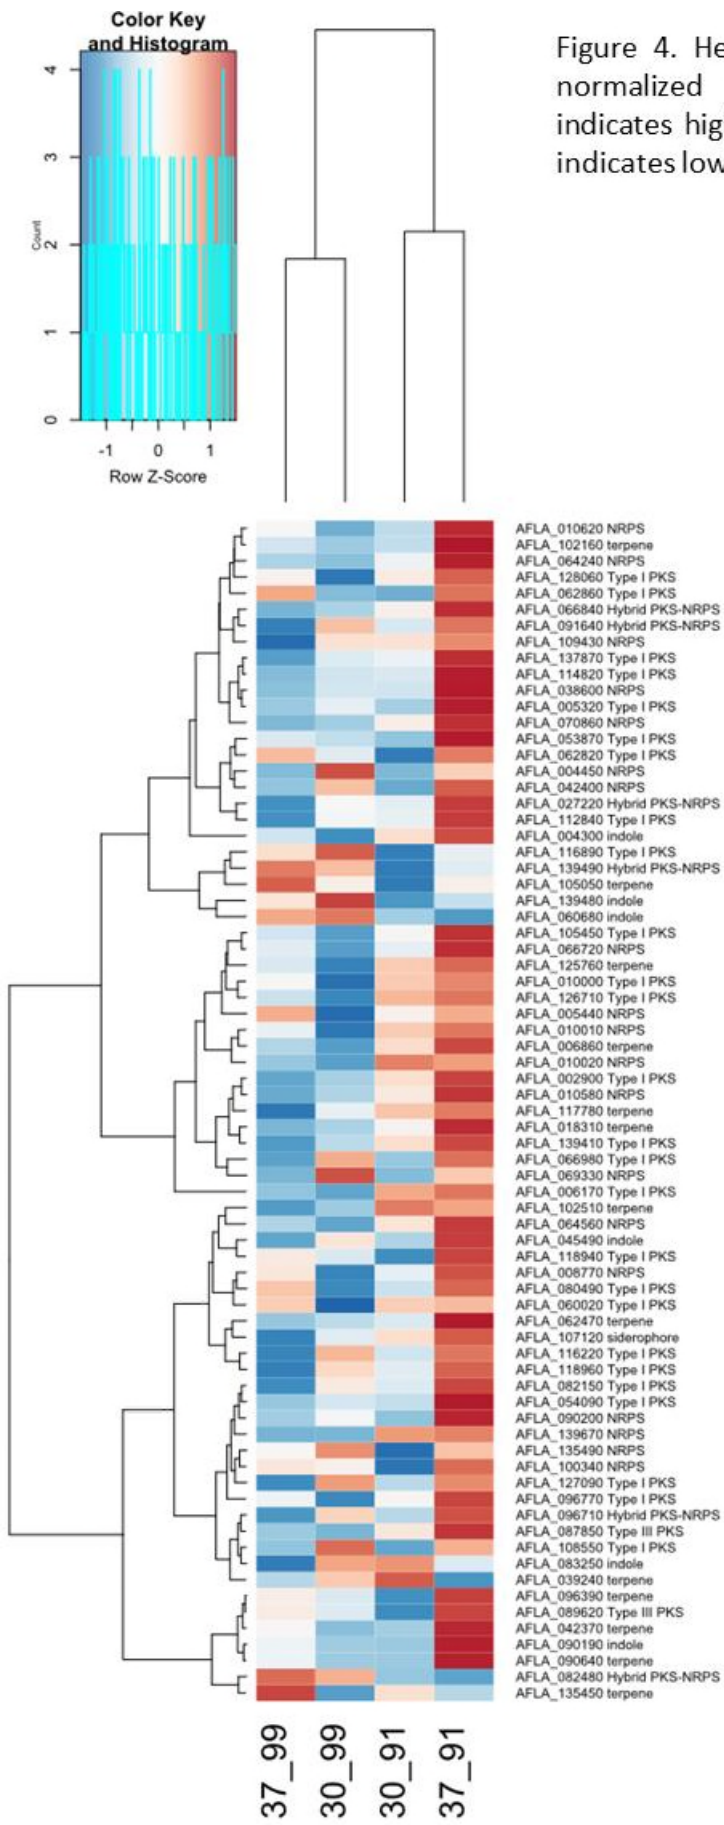 Color Key
and Histogram
Count
0
1
2
3
4
-1
0
1
Row Z-Score
Figure 4.
normalized
indicates
indicates
AFLA_010620 NRPS
AFLA_102160 terpene
AFLA_064240 NRPS
AFLA_128060 Type I PKS
AFLA_062860 Type I PKS
AFLA_066840 Hybrid PKS-NRPS
AFLA_091640 Hybrid PKS-NRPS
AFLA_109430 NRPS
AFLA_137870 Type I PKS
AFLA_114820 Type I PKS
AFLA_038600 NRPS
AFLA_005320 Type I PKS
AFLA_070860 NRPS
AFLA_053870 Type I PKS
AFLA_062820 Type I PKS
AFLA_004450 NRPS
AFLA_042400 NRPS
AFLA_027220 Hybrid PKS-NRPS
AFLA_112840 Type I PKS
AFLA_004300 indole
AFLA_116890 Type I PKS
AFLA_139490 Hybrid PKS-NRPS
AFLA_105050 terpene
AFLA_139480 indole
AFLA_060680 indole
AFLA_105450 Type I PKS
AFLA_066720 NRPS
AFLA_125760 terpene
AFLA_010000 Type I PKS
AFLA_126710 Type I PKS
AFLA_005440 NRPS
AFLA_010010 NRPS
AFLA_006860 terpene
AFLA_010020 NRPS
AFLA_002900 Type I PKS
AFLA_010580 NRPS
AFLA_117780 terpene
AFLA_018310 terpene
AFLA_139410 Type I PKS
AFLA_066980 Type I PKS
AFLA_069330 NRPS
AFLA_006170 Type I PKS
AFLA_102510 terpene
AFLA_064560 NRPS
AFLA_045490 indole
AFLA_118940 Type I PKS
AFLA_008770 NRPS
AFLA_080490 Type I PKS
AFLA_060020 Type I PKS
AFLA_062470 terpene
AFLA_107120 siderophore
AFLA_116220 Type I PKS
AFLA_118960 Type I PKS
AFLA_082150 Type I PKS
AFLA_054090 Type I PKS
AFLA_090200 NRPS
AFLA_139670 NRPS
AFLA_135490 NRPS
AFLA_100340 NRPS
AFLA_127090 Type I PKS
AFLA_096770 Type I PKS
AFLA_096710 Hybrid PKS-NRPS
AFLA_087850 Type III PKS
AFLA_108550 Type I PKS
AFLA_083250 indole
AFLA_039240 terpene
AFLA_096390 terpene
AFLA_089620 Type III PKS
AFLA_042370 terpene
AFLA_090190 indole
AFLA_090640 terpene
AFLA_082480 Hybrid PKS-NRPS
AFLA_135450 terpene
37_99
30_99
30_91
37_91